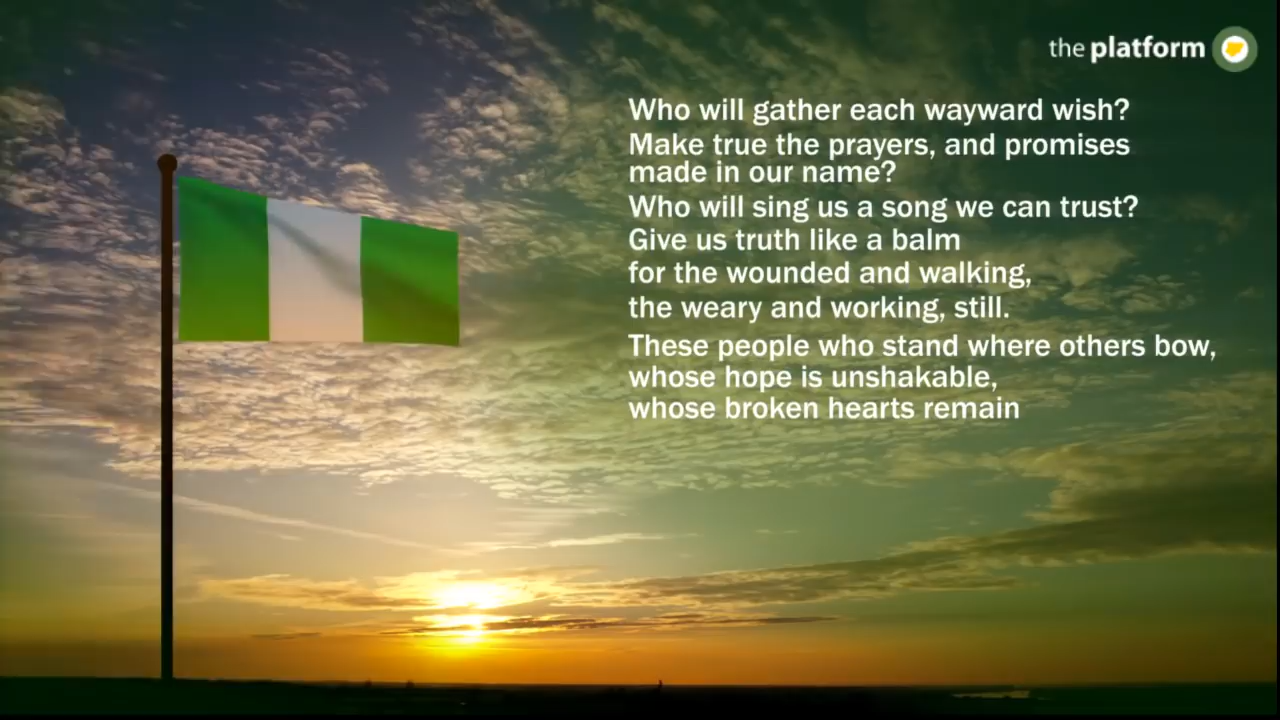 the platform
Who will gather each wayward wish?
Make true the prayers, and promises
made in our name?
Who will sing us a song we can trust?
Give us truth like a balm
for the wounded and walking,
the weary and working, still.
These people who stand where others bow,
whose hope is unshakable,
whose broken hearts remain